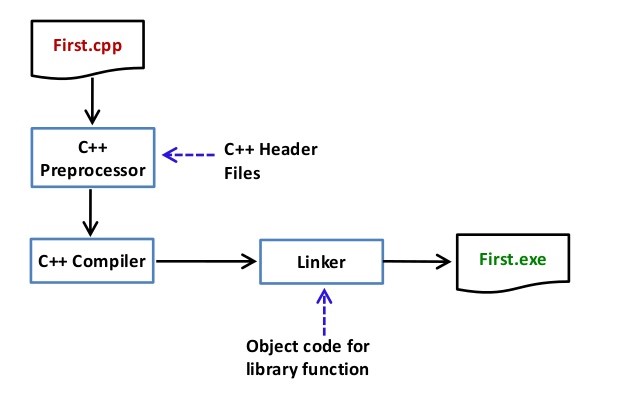 First.cpp
C++
Preprocessor
C++ Header
Files
C++ Compiler
Linker
First.exe
Object code for
library function